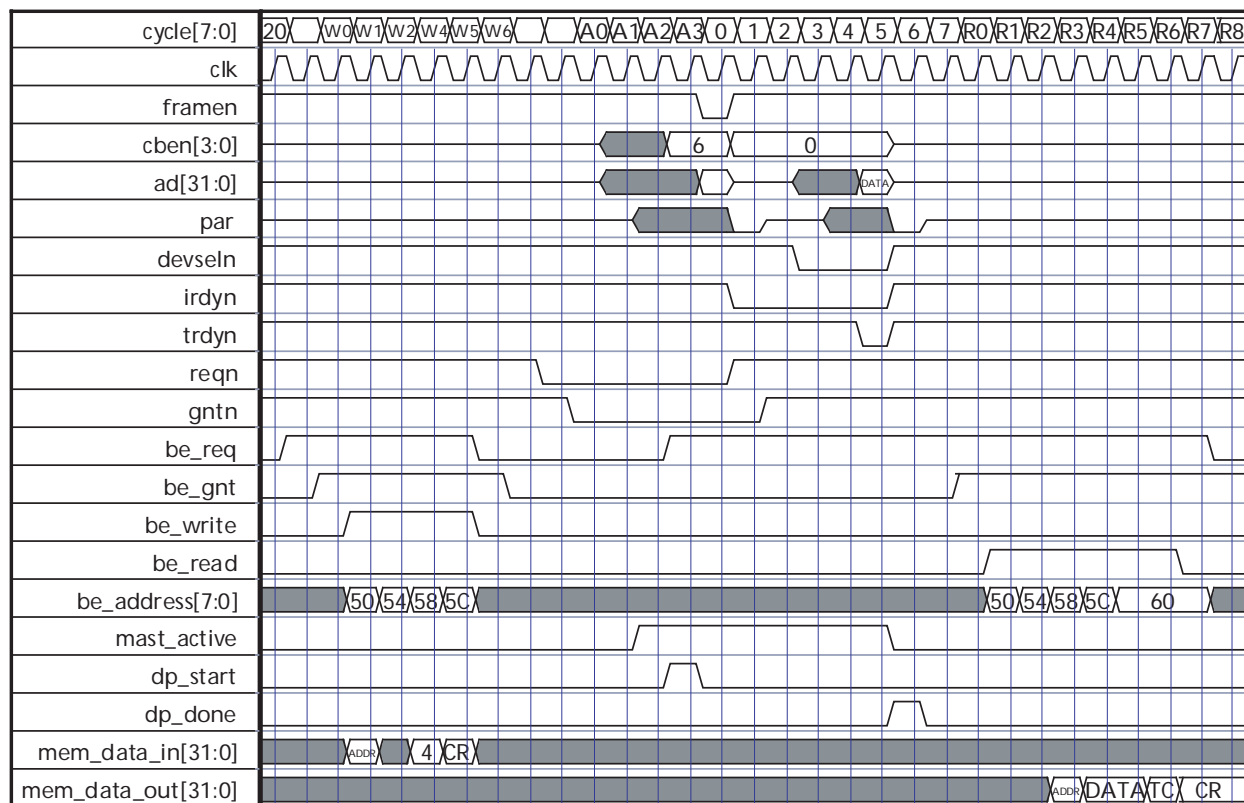 cycle[7:0] 20 W0 W1 W2 W4 W5 W6 A0 A1 A2 A3 0 1 2 3 4 5 6 7 R0 R1 R2 R3 R4 R5 R6 R7 R8
clk
framen
cben[3:0] 6 0
ad[31:0] DATA
par
devseln
irdyn
trdyn
reqn
gntn
be_req
be_gnt
be_write
be_read
be_address[7:0] 50 54 58 5C 50 54 58 5C 60
mast_active
dp_start
dp_done
mem_data_in[31:0] ADDR 4 CR
mem_data_out[31:0] ADDR DATA TC CR